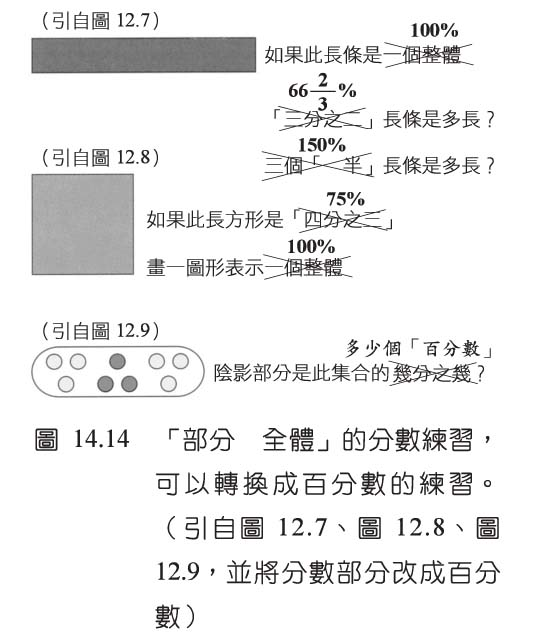 （引自圖 12.7）
100%
如果此長條是一個整體
66 2/3 %
「三分之二」長條是多長？
150%
三個「一半」長條是多長？
（引自圖 12.8）
75%
如果此長方形是「四分之三」
100%
畫一圖形表示一個整體
（引自圖 12.9）
多少個「百分數」
陰影部分是此集合的幾分之幾？
圖 14.14 「部分　全體」的分數練習，
可以轉換成百分數的練習。
（引自圖 12.7、圖 12.8、圖
12.9，並將分數部分改成百分
數）